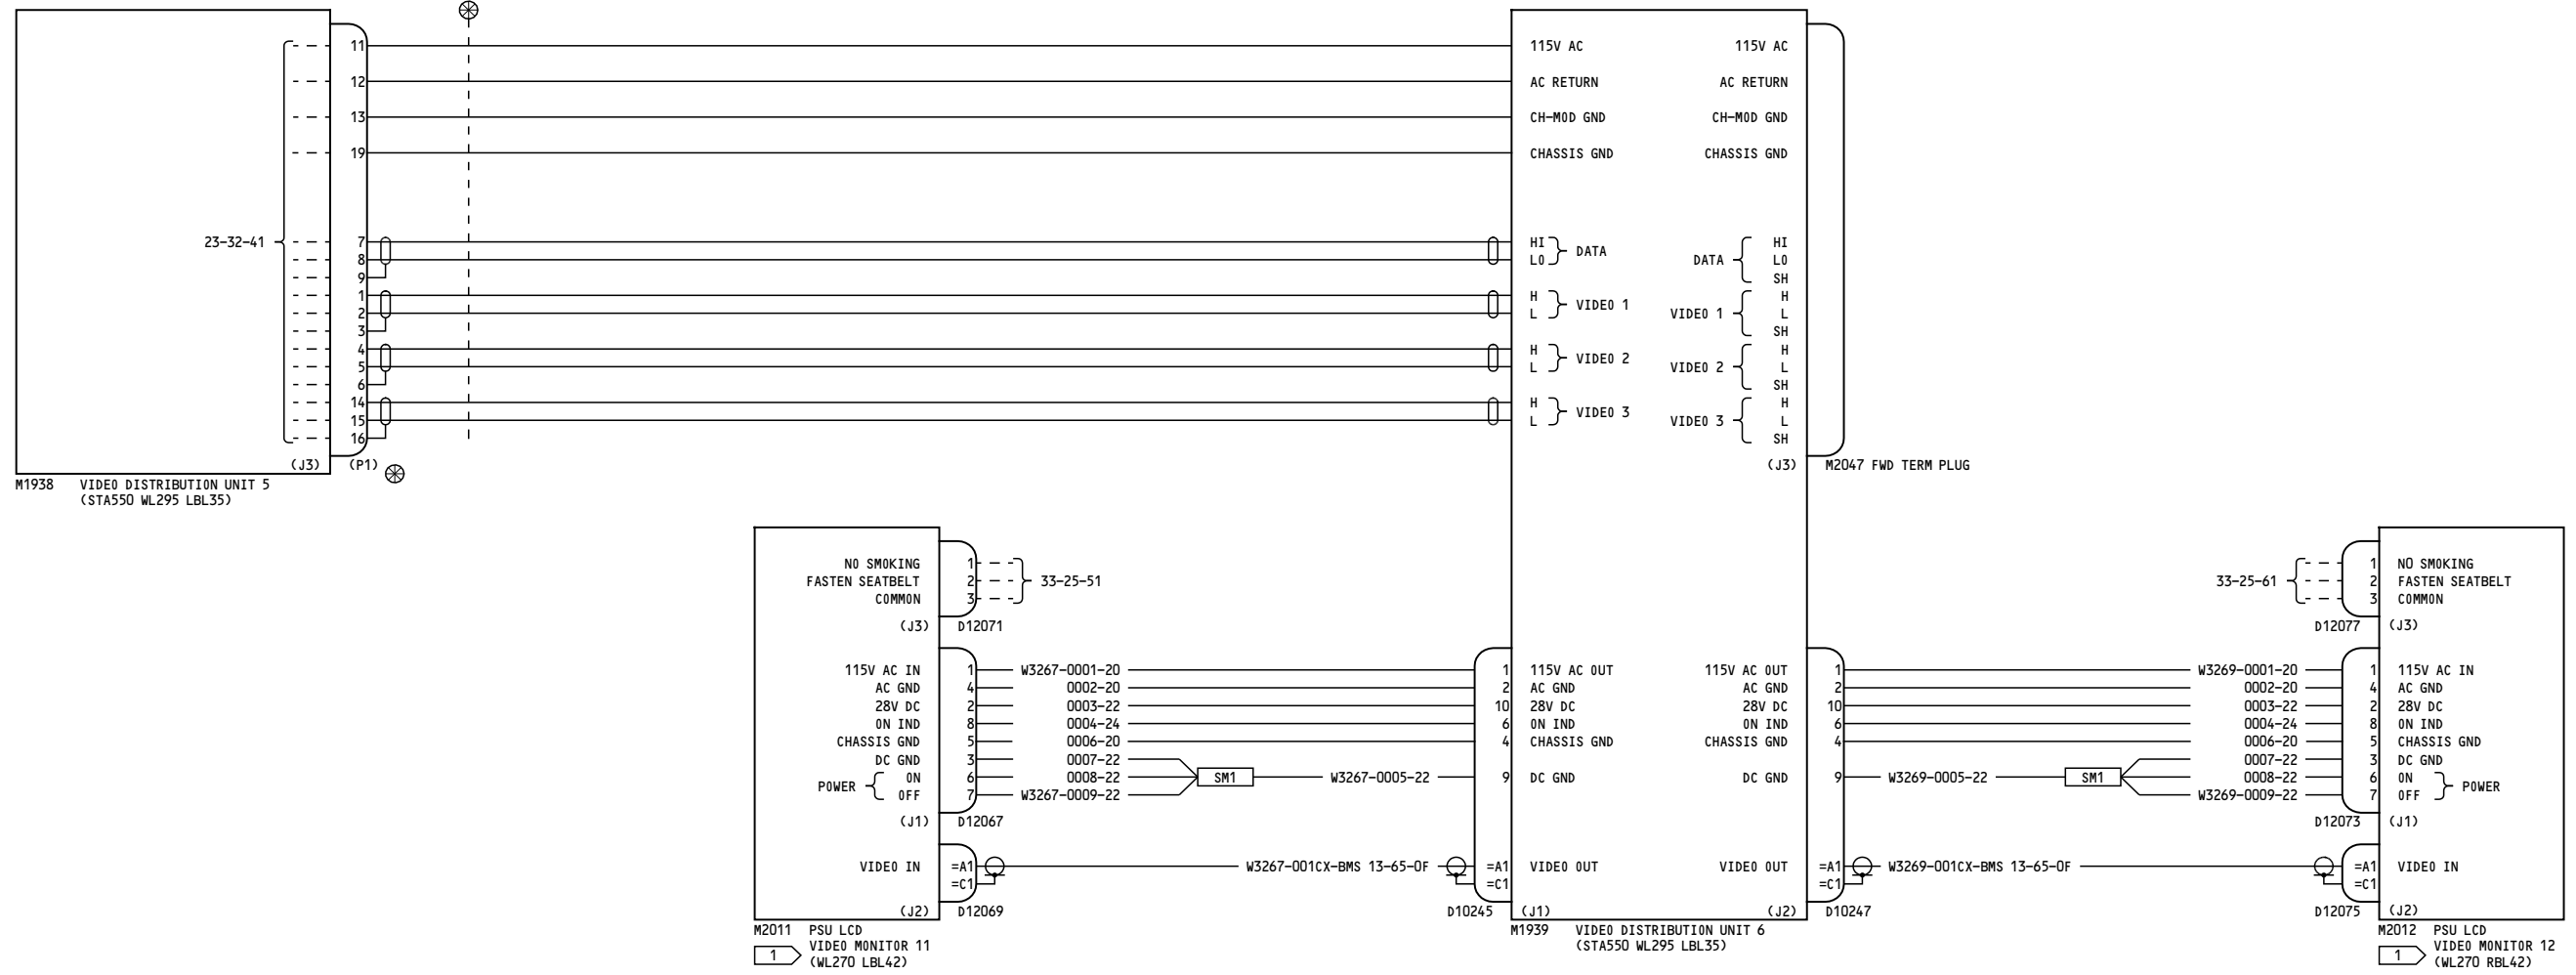 11 115V AC 115V AC
12 AC RETURN AC RETURN
13 CH-MOD GND CH-MOD GND
19 CHASSIS GND CHASSIS GND
23-32-41
7 HI DATA HI
8 LO DATA LO
9 SH
1 H VIDEO 1 H
2 L VIDEO 1 L
3 SH
4 H VIDEO 2 H
5 L VIDEO 2 L
6 SH
14 H VIDEO 3 H
15 L VIDEO 3 L
16 SH
(J3) (P1) (J3) M2047 FWD TERM PLUG
M1938 VIDEO DISTRIBUTION UNIT 5
(STA550 WL295 LBL35)
NO SMOKING 1
FASTEN SEATBELT 2 33-25-51
COMMON 3
(J3) D12071
1 NO SMOKING
33-25-61 2 FASTEN SEATBELT
3 COMMON
D12077 (J3)
115V AC IN 1 W3267-0001-20 1 115V AC OUT 115V AC OUT 1 W3269-0001-20 1 115V AC IN
AC GND 4 0002-20 2 AC GND AC GND 2 0002-20 4 AC GND
28V DC 2 0003-22 10 28V DC 28V DC 10 0003-22 2 28V DC
ON IND 8 0004-24 6 ON IND ON IND 6 0004-24 8 ON IND
CHASSIS GND 5 0006-20 4 CHASSIS GND CHASSIS GND 4 0006-20 5 CHASSIS GND
DC GND 3 0007-22 0007-22 3 DC GND
ON 6 0008-22 SM1 W3267-0005-22 9 DC GND DC GND 9 W3269-0005-22 SM1 0008-22 6 ON
POWER POWER
OFF 7 W3267-0009-22 W3269-0009-22 7 OFF
(J1) D12067 D12073 (J1)
VIDEO IN =A1 W3267-001CX-BMS 13-65-0F =A1 VIDEO OUT VIDEO OUT =A1 W3269-001CX-BMS 13-65-0F =A1 VIDEO IN
=C1 =C1 =C1 =C1
(J2) D12069 D10245 (J1) (J2) D10247 D12075 (J2)
M2011 PSU LCD
1 VIDEO MONITOR 11
(WL270 LBL42)
M1939 VIDEO DISTRIBUTION UNIT 6
(STA550 WL295 LBL35)
M2012 PSU LCD
1 VIDEO MONITOR 12
(WL270 RBL42)